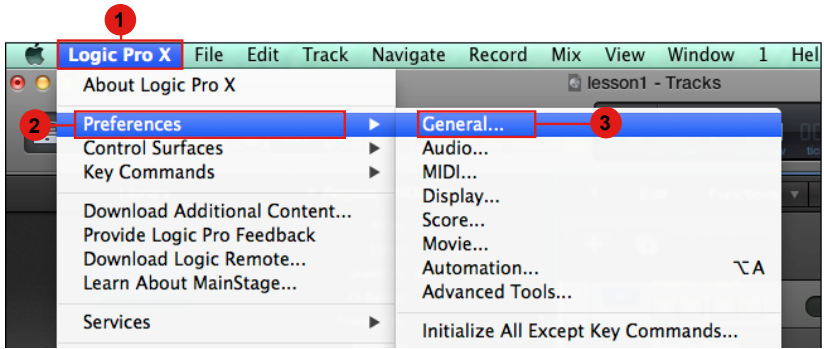 1
Logic Pro X File Edit Track Navigate Record Mix View Window 1 Hel
lesson1 - Tracks
About Logic Pro X
2
Preferences
Control Surfaces
Key Commands
Download Additional Content...
Provide Logic Pro Feedback
Download Logic Remote...
Learn About MainStage...
Services
General...
3
Audio...
MIDI...
Display...
Score...
Movie...
Automation... ⌥A
Advanced Tools...
Initialize All Except Key Commands...